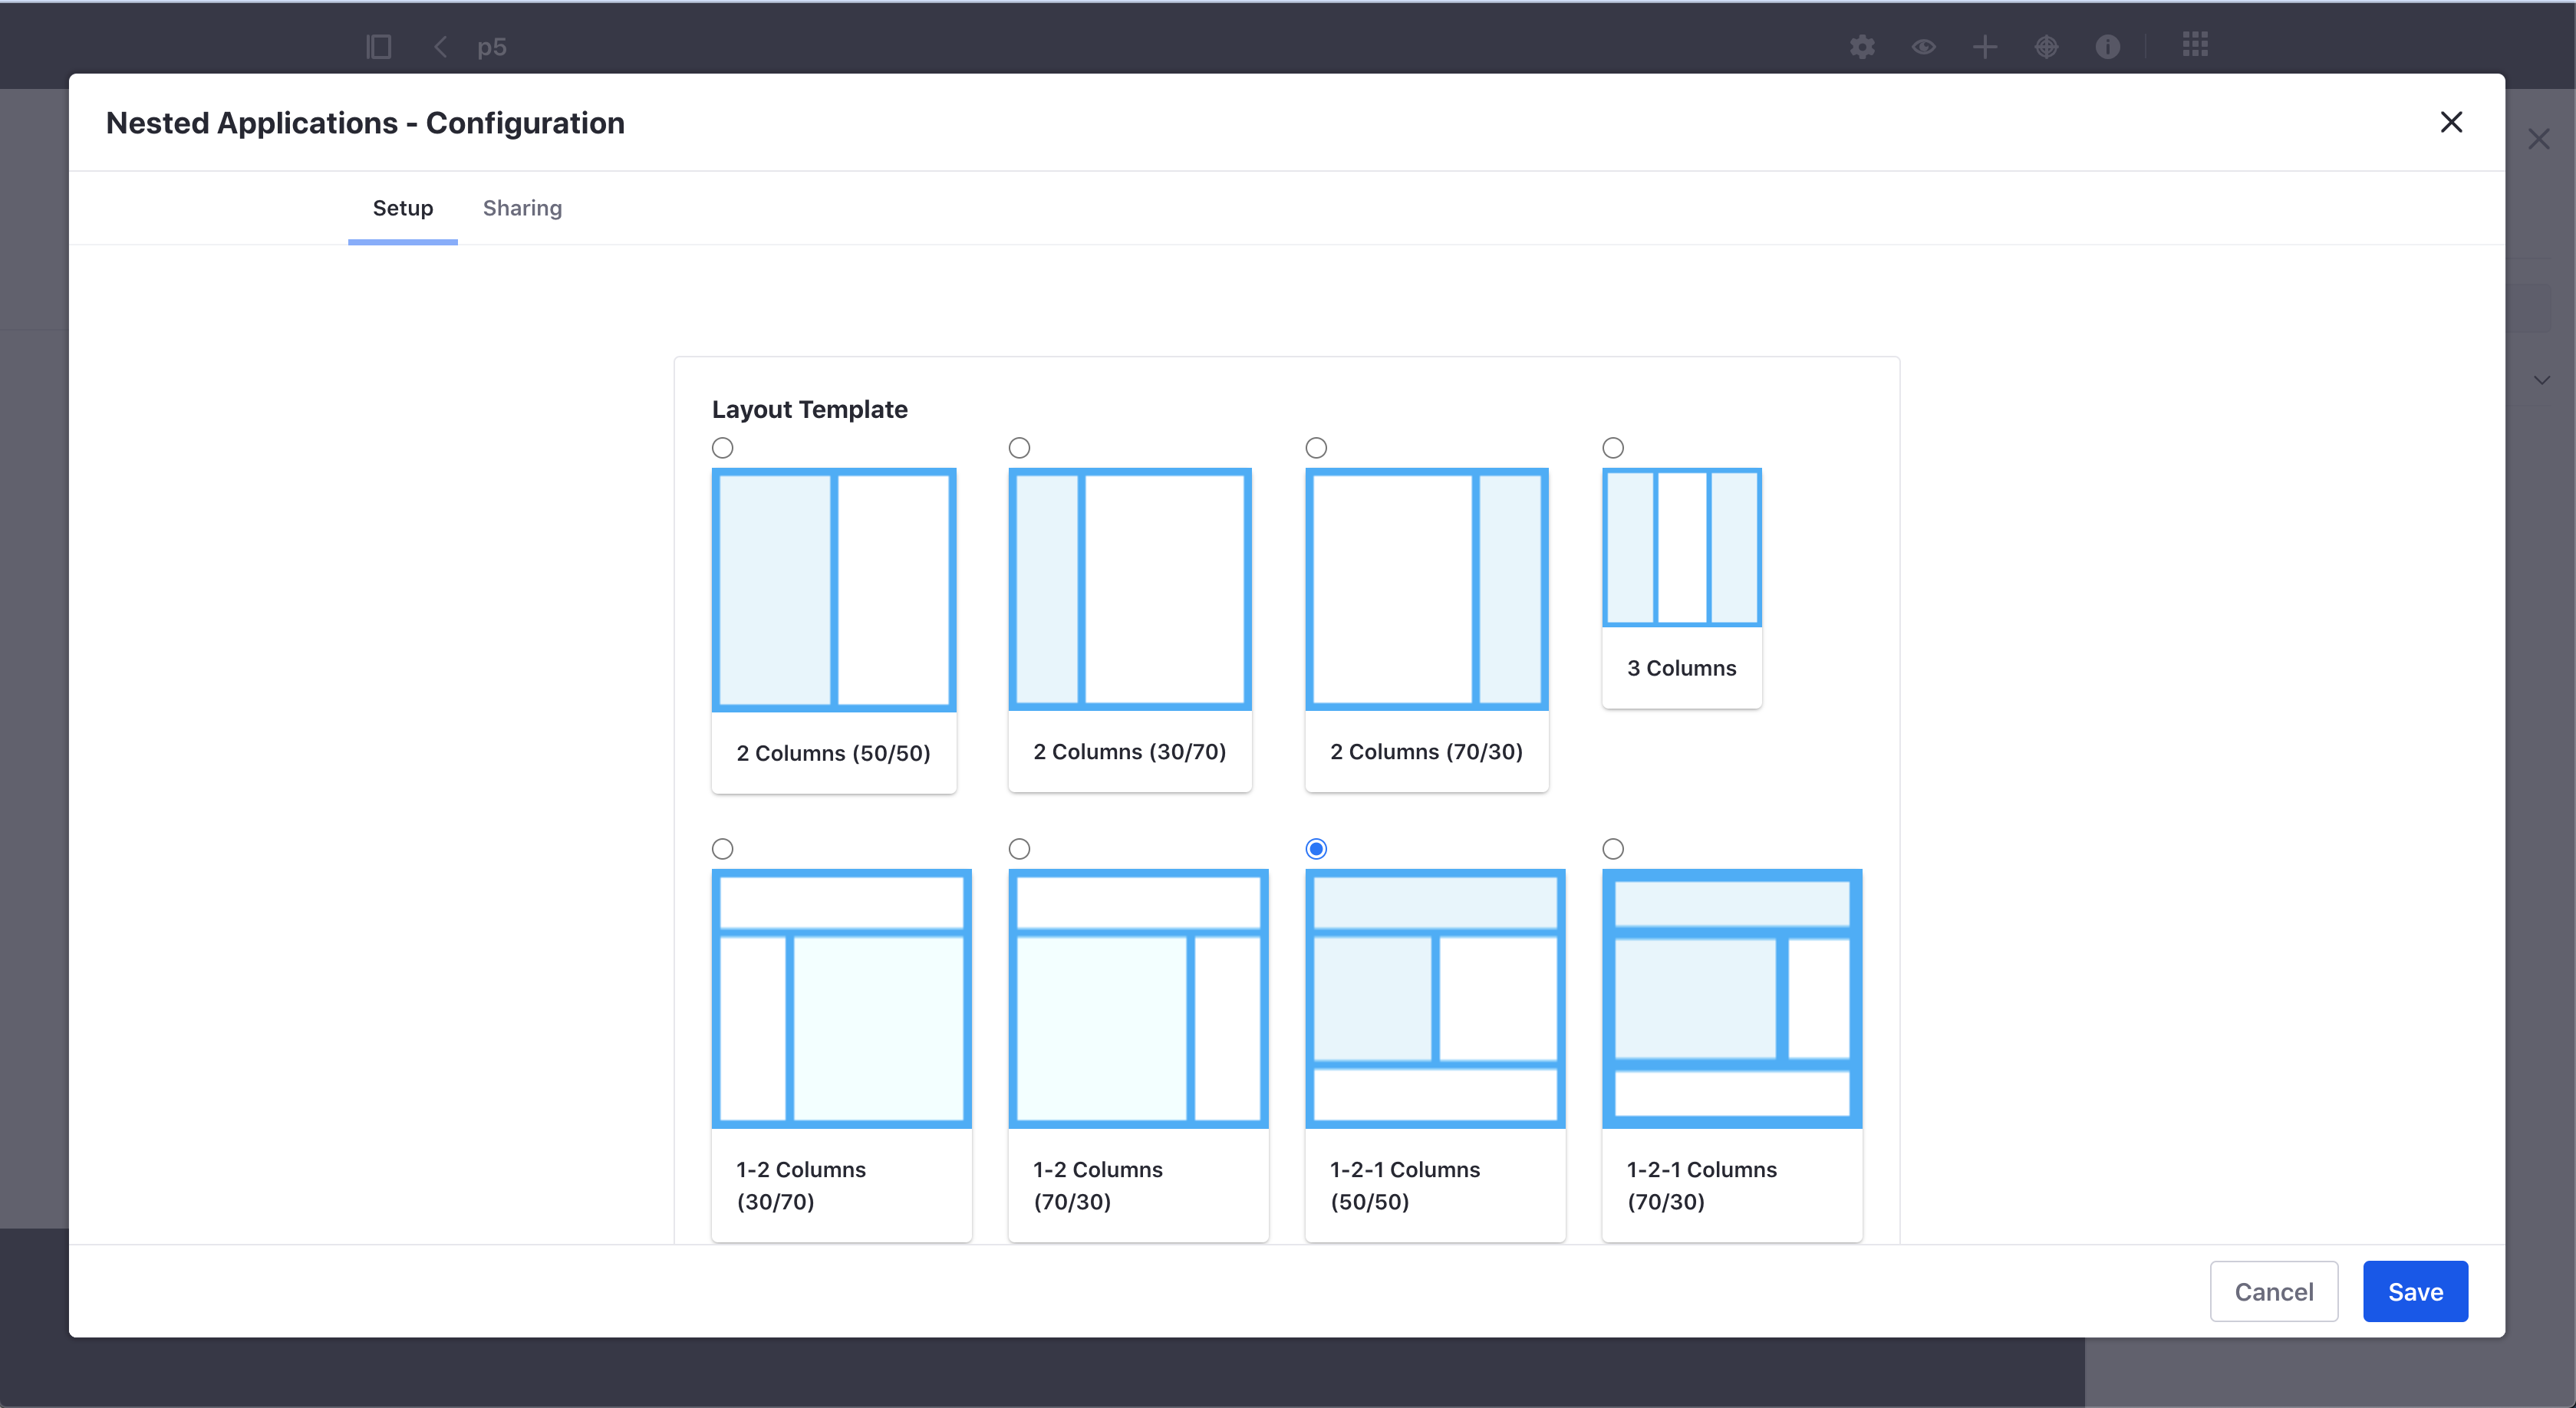 p5
Nested Applications - Configuration
Setup
Sharing
Layout Template
2 Columns (50/50)
2 Columns (30/70)
2 Columns (70/30)
3 Columns
1-2 Columns
(30/70)
1-2 Columns
(70/30)
1-2-1 Columns
(50/50)
1-2-1 Columns
(70/30)
Cancel
Save